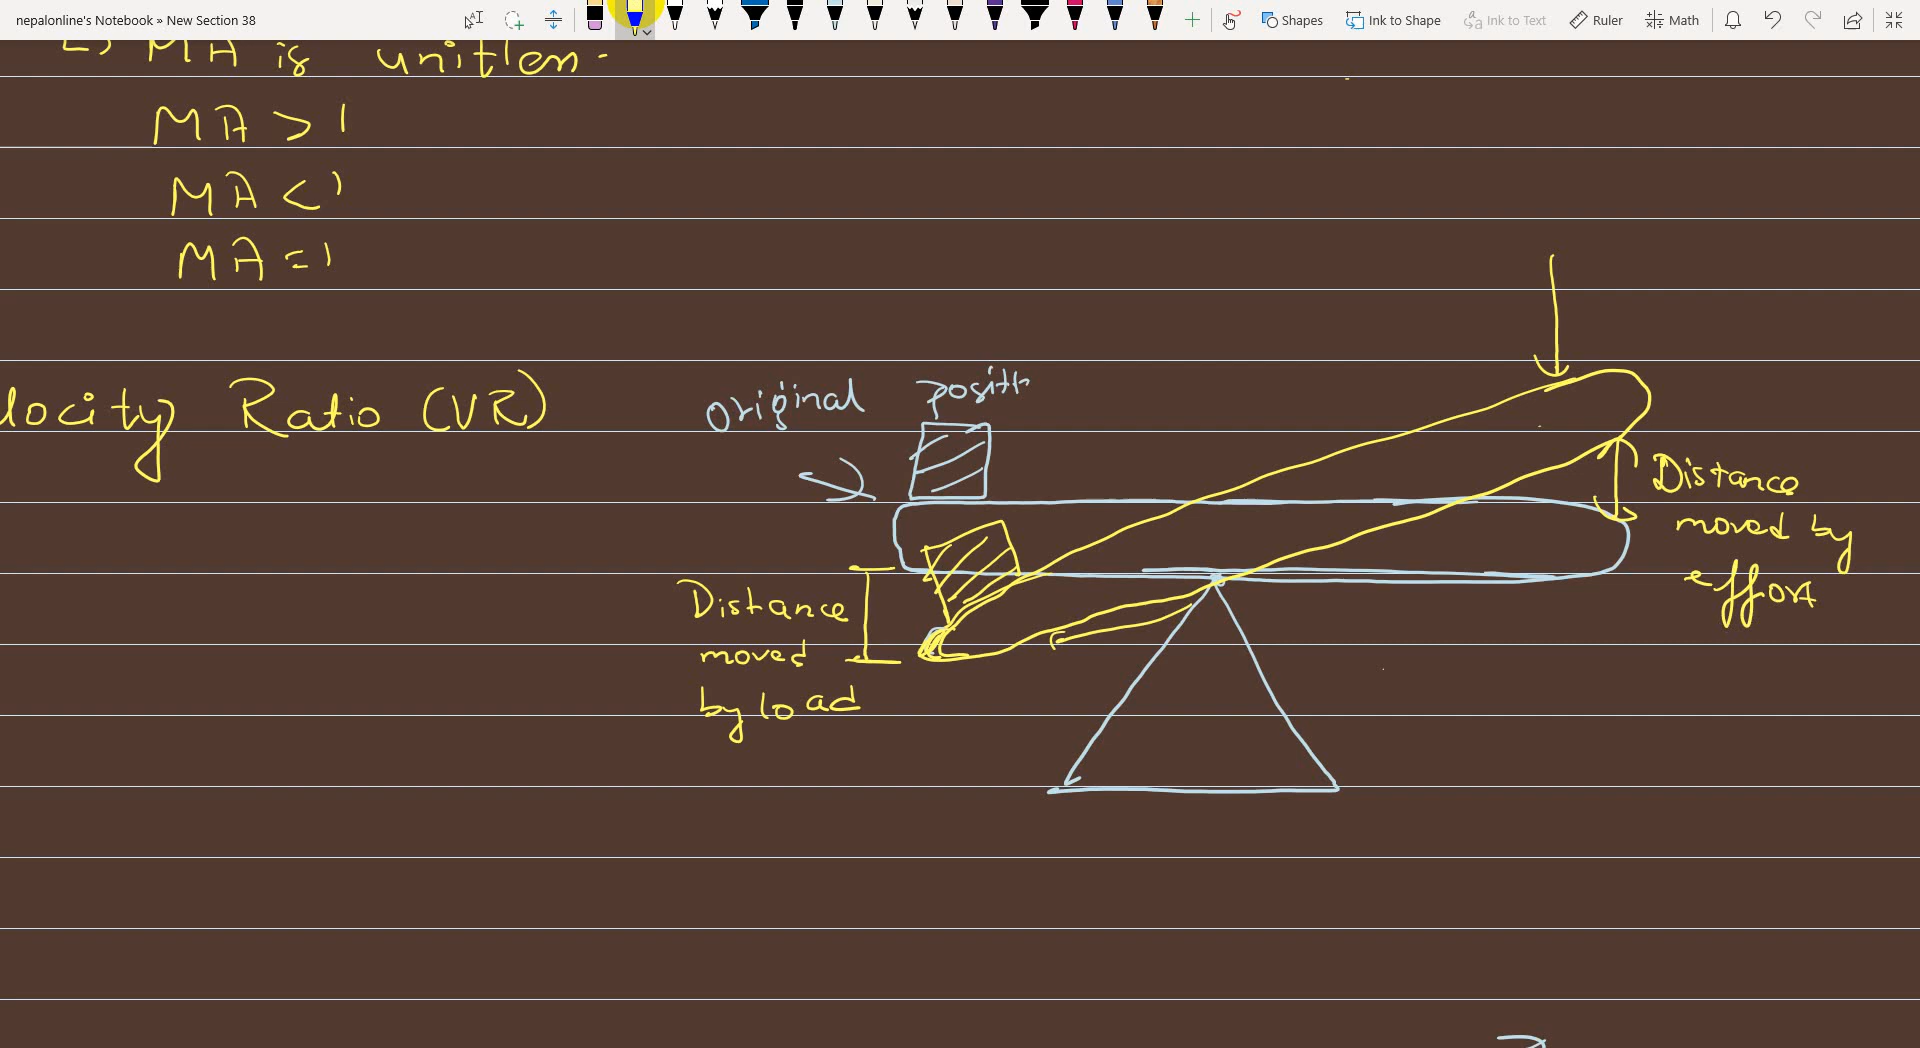 nepalonline's Notebook » New Section 38
Shapes
Ink to Shape
Ink to Text
Ruler
Math
MA is unitless.
MA > 1
MA < 1
MA = 1
locity Ratio (VR)
original positn
Distance
moved by
effort
Distance
moved
by load